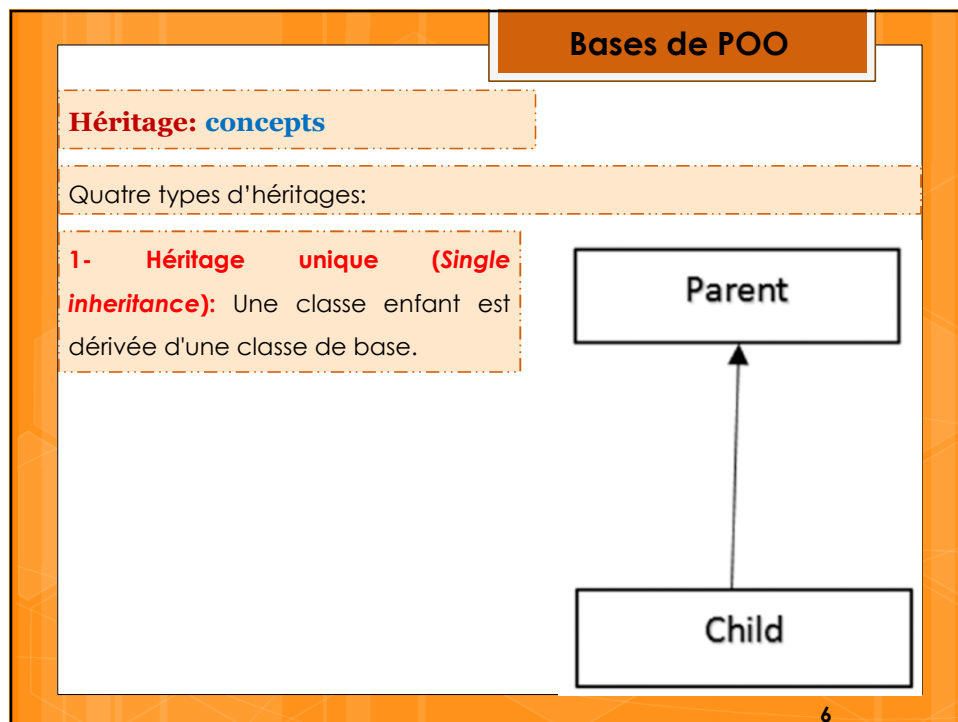 Bases de POO
Héritage: concepts
Quatre types d’héritages:
1- Héritage unique (Single
inheritance): Une classe enfant est
dérivée d'une classe de base.
Parent
Child
6